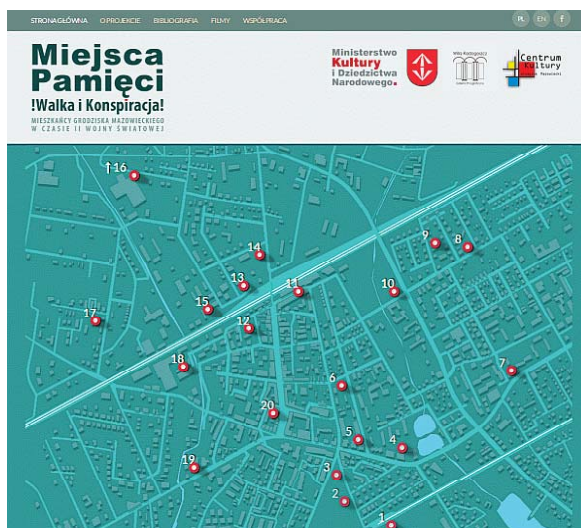 STRONA GŁÓWNA O PROJEKCIE BIBLIOGRAFIA FILMY WSPÓŁPRACA
PL EN f
Miejsca
Pamięci
!Walka i Konspiracja!
MIESZKAŃCY GRODZISKA MAZOWIECKIEGO
W CZASIE II WOJNY ŚWIATOWEJ
Ministerstwo
Kultury
i Dziedzictwa
Narodowego.
Centrum
Kultury
↑16
9
8
14
13
11
10
15
12
17
18
7
6
20
5
4
19
3
2
1